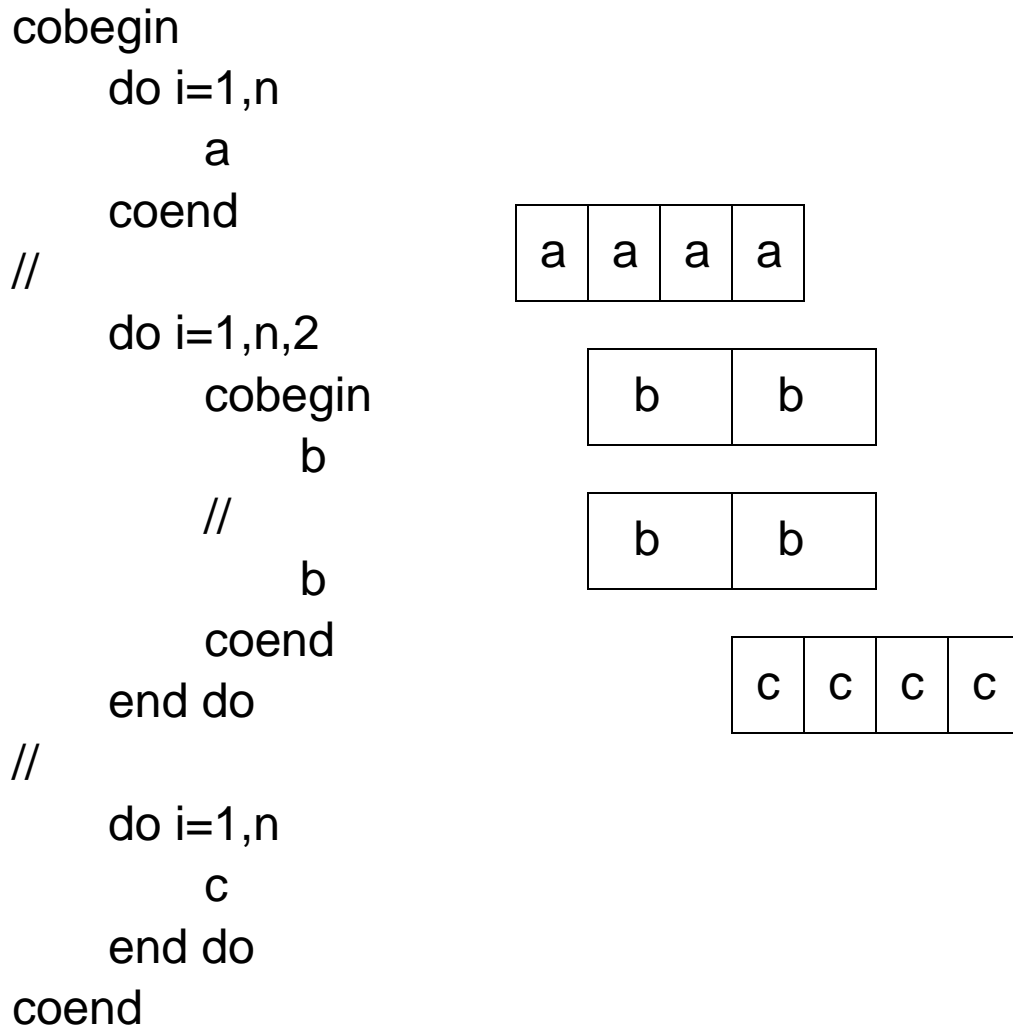 cobegin
do i=1,n
a
coend
//
do i=1,n,2
cobegin
b
//
b
coend
end do
//
do i=1,n
c
end do
coend
a a a a
b b
b b
c c c c